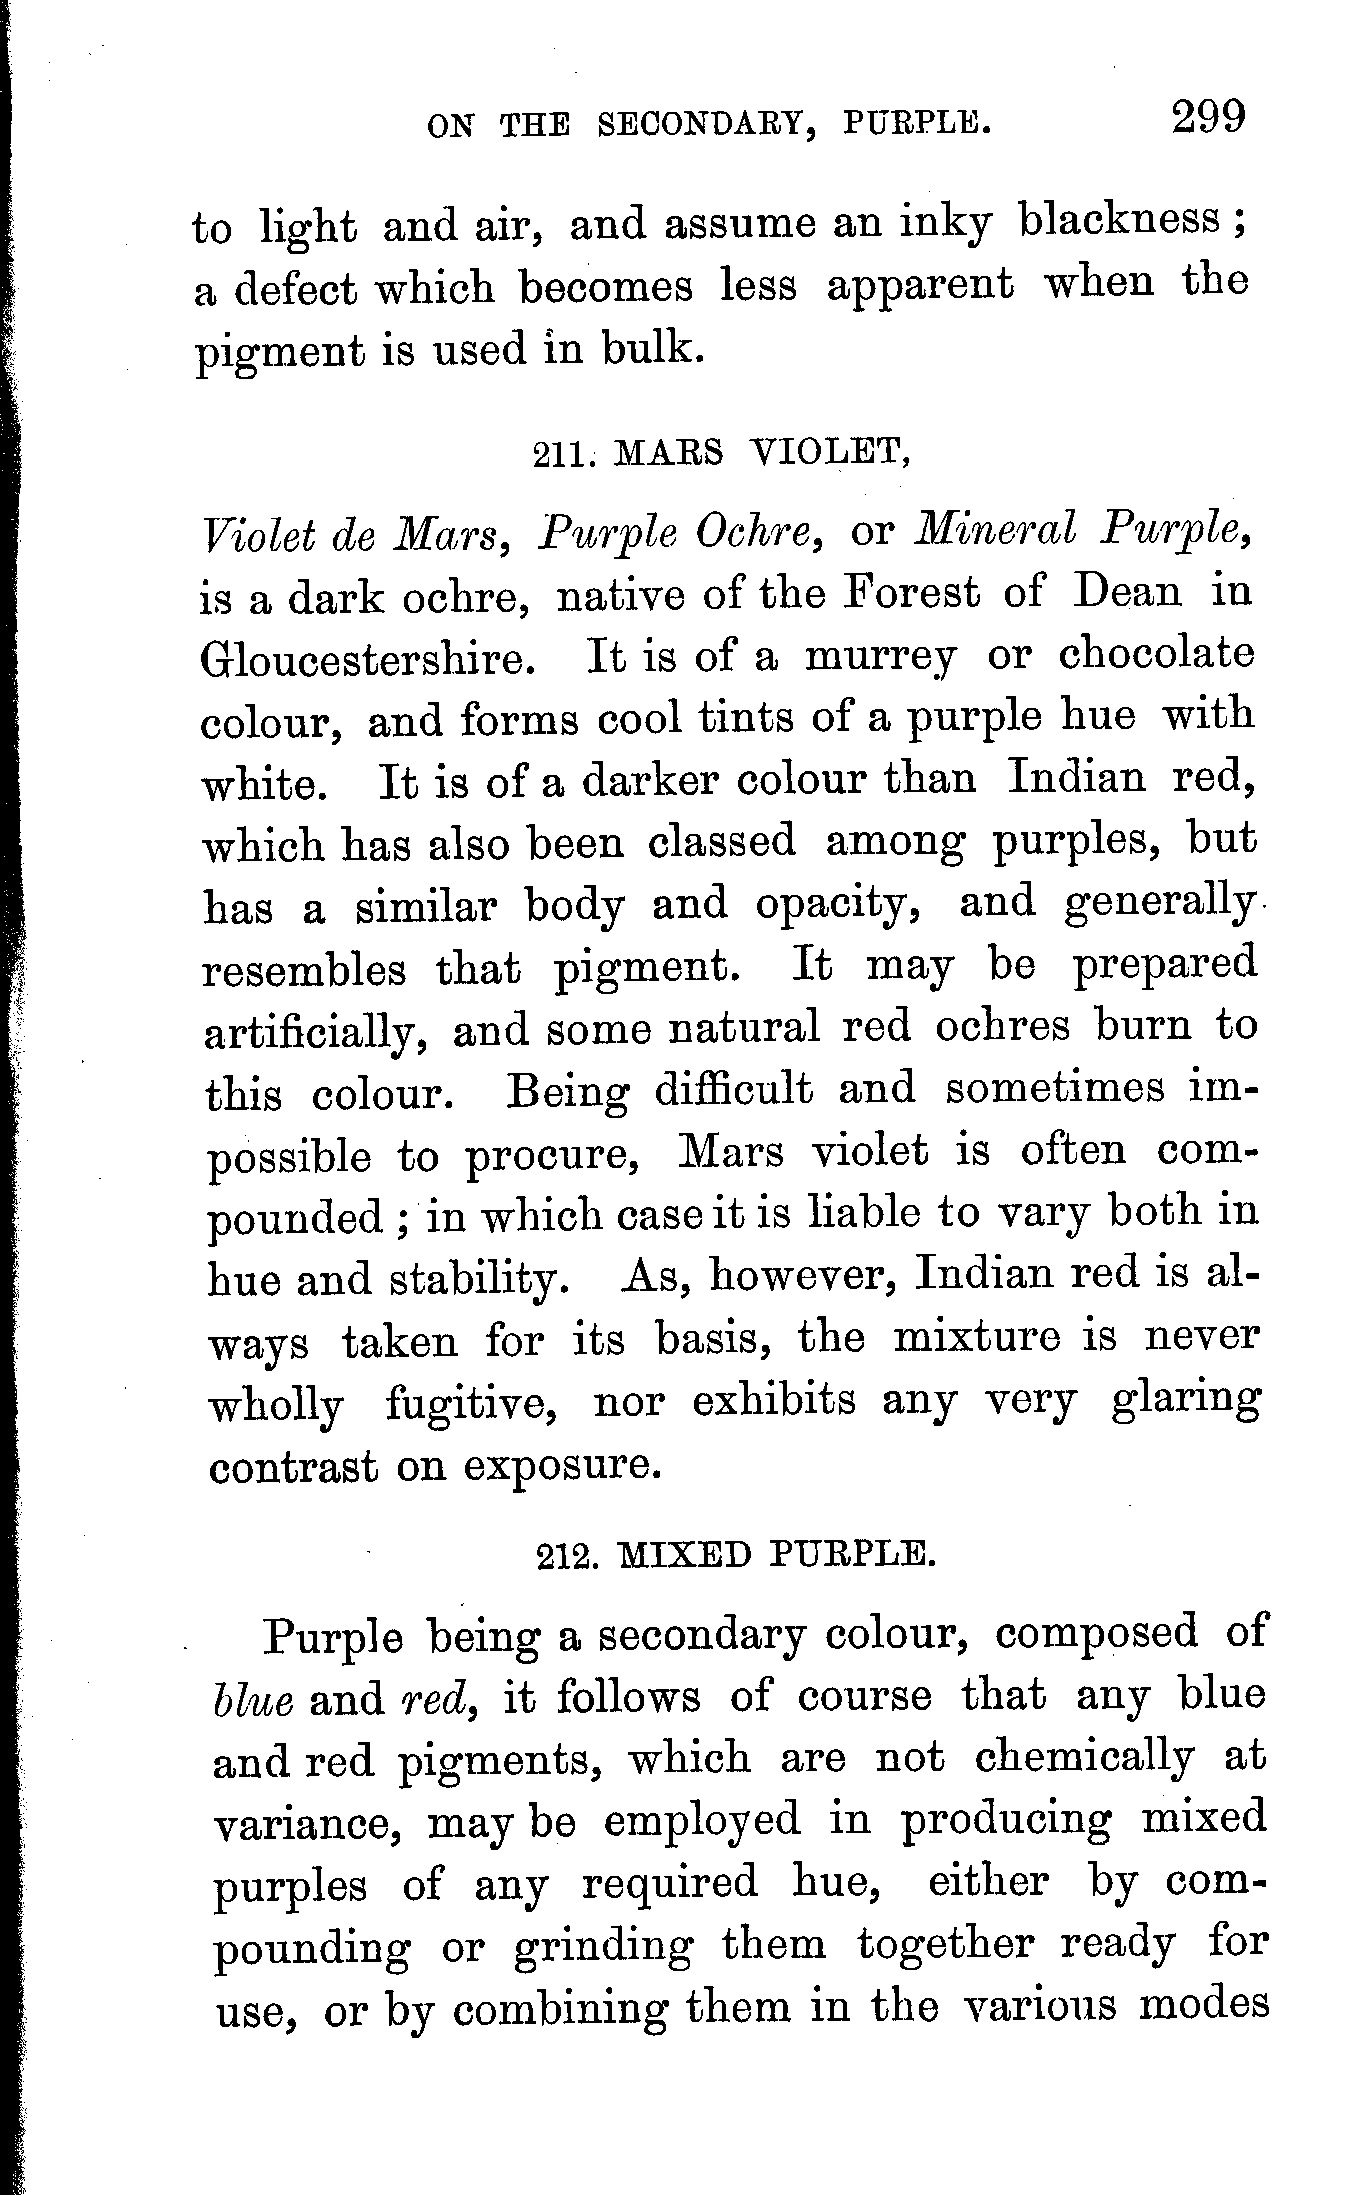 ON THE SECONDARY, PURPLE. 299
to light and air, and assume an inky blackness ;
a defect which becomes less apparent when the
pigment is used in bulk.
211. MARS VIOLET,
Violet de Mars, Purple Ochre, or Mineral Purple,
is a dark ochre, native of the Forest of Dean in
Gloucestershire. It is of a murrey or chocolate
colour, and forms cool tints of a purple hue with
white. It is of a darker colour than Indian red,
which has also been classed among purples, but
has a similar body and opacity, and generally
resembles that pigment. It may be prepared
artificially, and some natural red ochres burn to
this colour. Being difficult and sometimes im-
possible to procure, Mars violet is often com-
pounded ; in which case it is liable to vary both in
hue and stability. As, however, Indian red is al-
ways taken for its basis, the mixture is never
wholly fugitive, nor exhibits any very glaring
contrast on exposure.
212. MIXED PURPLE.
Purple being a secondary colour, composed of
blue and red, it follows of course that any blue
and red pigments, which are not chemically at
variance, may be employed in producing mixed
purples of any required hue, either by com-
pounding or grinding them together ready for
use, or by combining them in the various modes